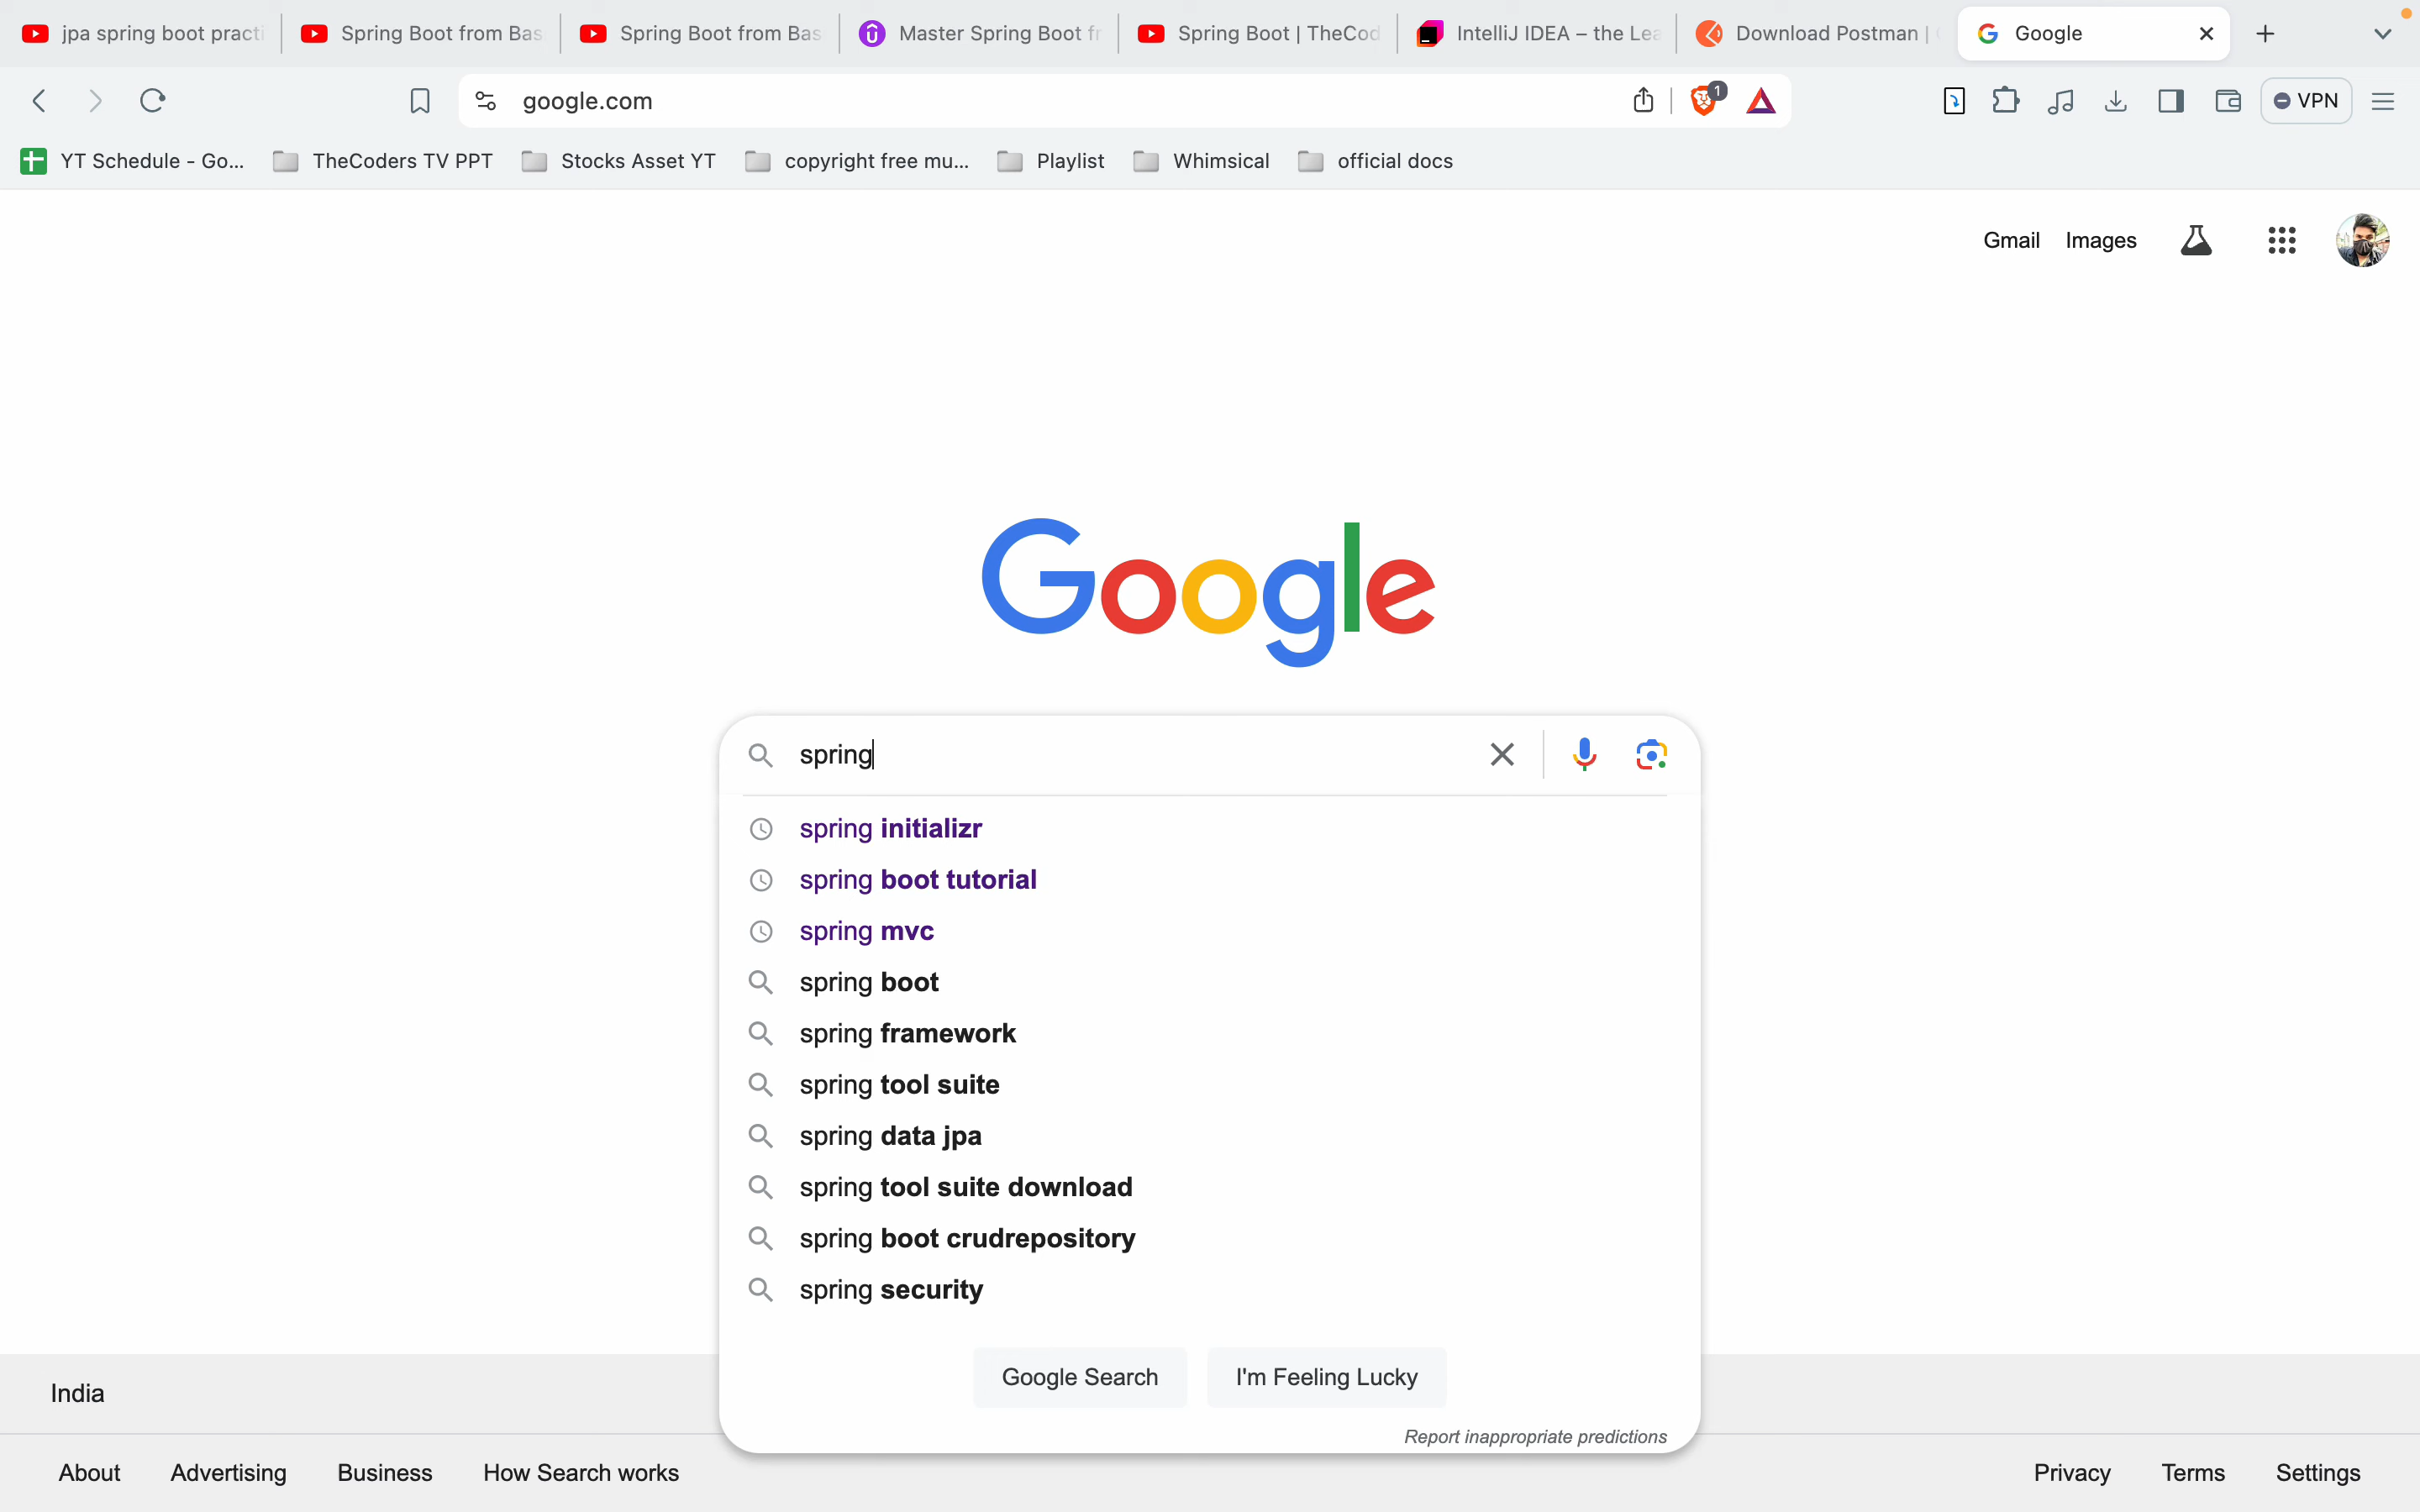 jpa spring boot practi
Spring Boot from Bas
Spring Boot from Bas
Master Spring Boot fr
Spring Boot | TheCod
IntelliJ IDEA – the Lea
Download Postman |
Google
google.com
1
VPN
YT Schedule - Go...
TheCoders TV PPT
Stocks Asset YT
copyright free mu...
Playlist
Whimsical
official docs
Gmail
Images
Google
spring
spring initializr
spring boot tutorial
spring mvc
spring boot
spring framework
spring tool suite
spring data jpa
spring tool suite download
spring boot crudrepository
spring security
Google Search
I'm Feeling Lucky
Report inappropriate predictions
India
About
Advertising
Business
How Search works
Privacy
Terms
Settings